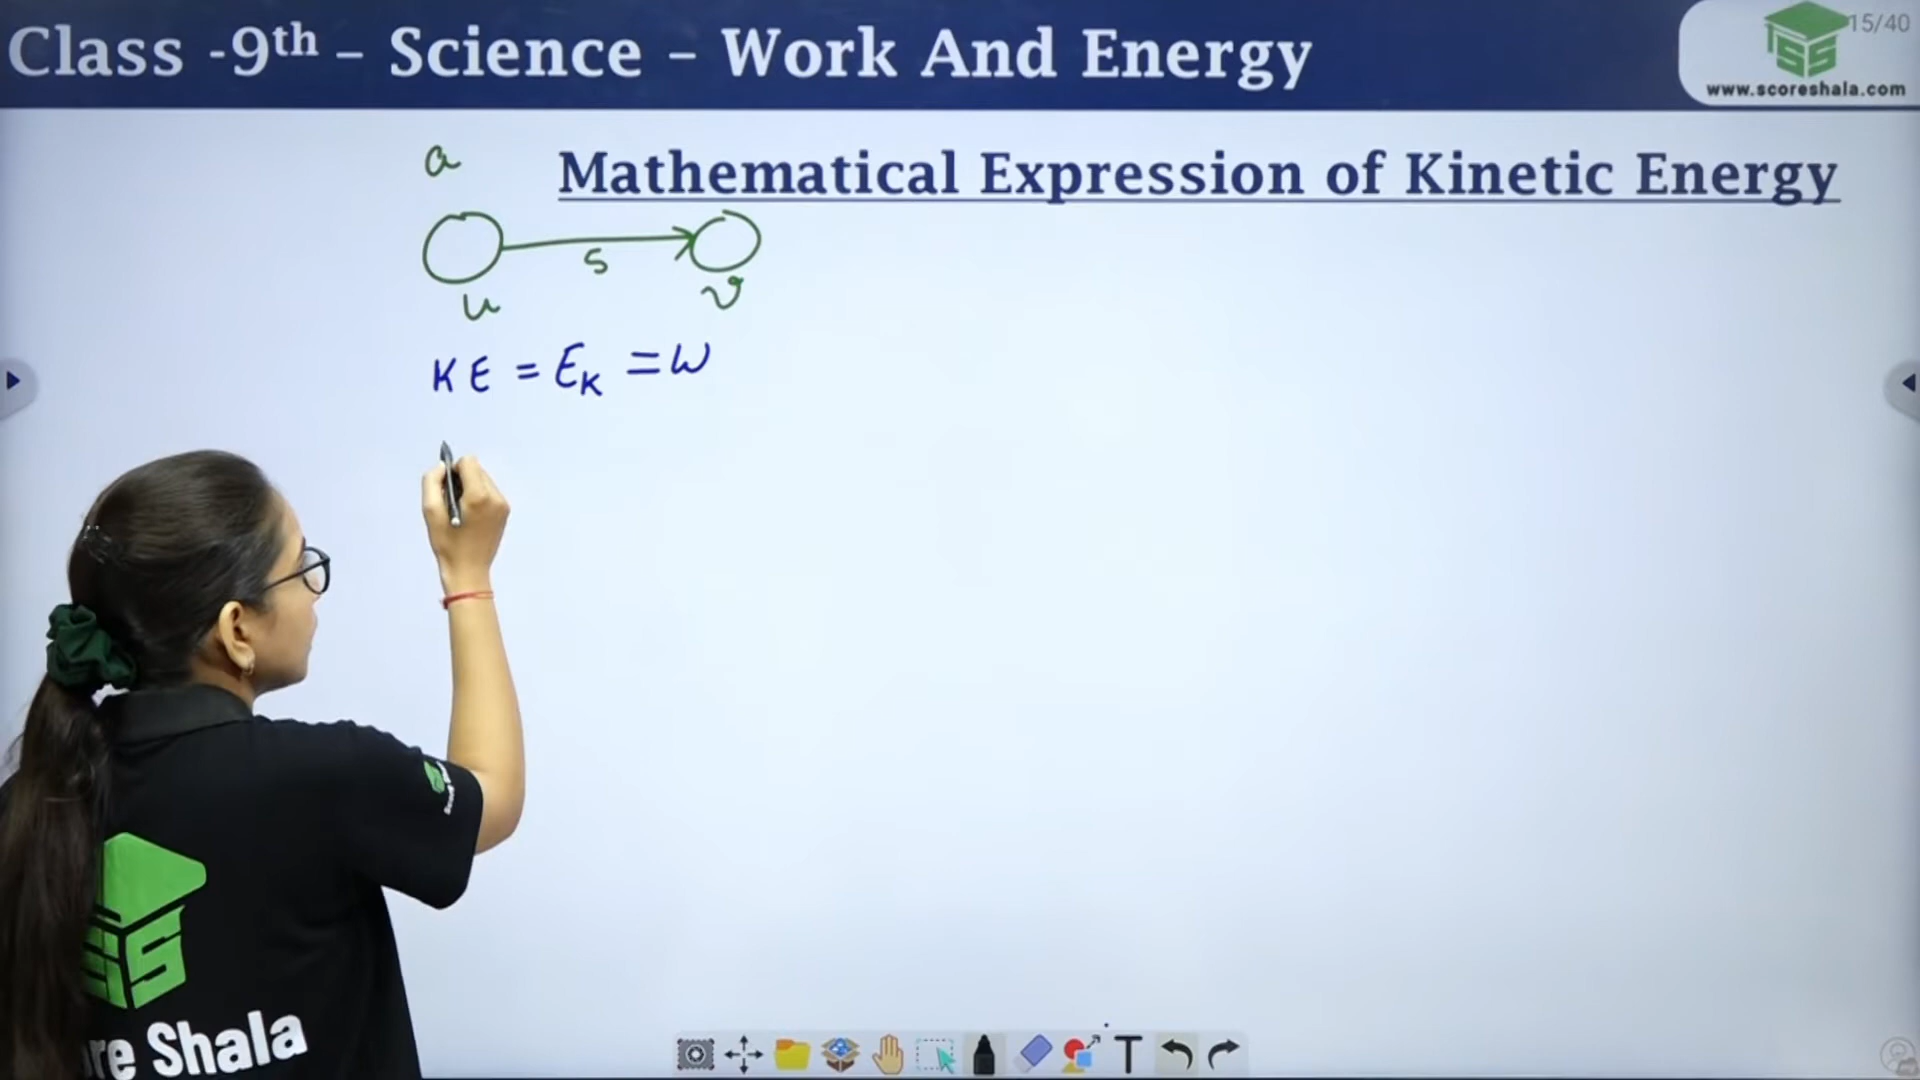 Class -9th – Science – Work And Energy
15/40
SS
www.scoreshala.com
a
Mathematical Expression of Kinetic Energy
s
u
v
KE = EK = W
T
re Shala